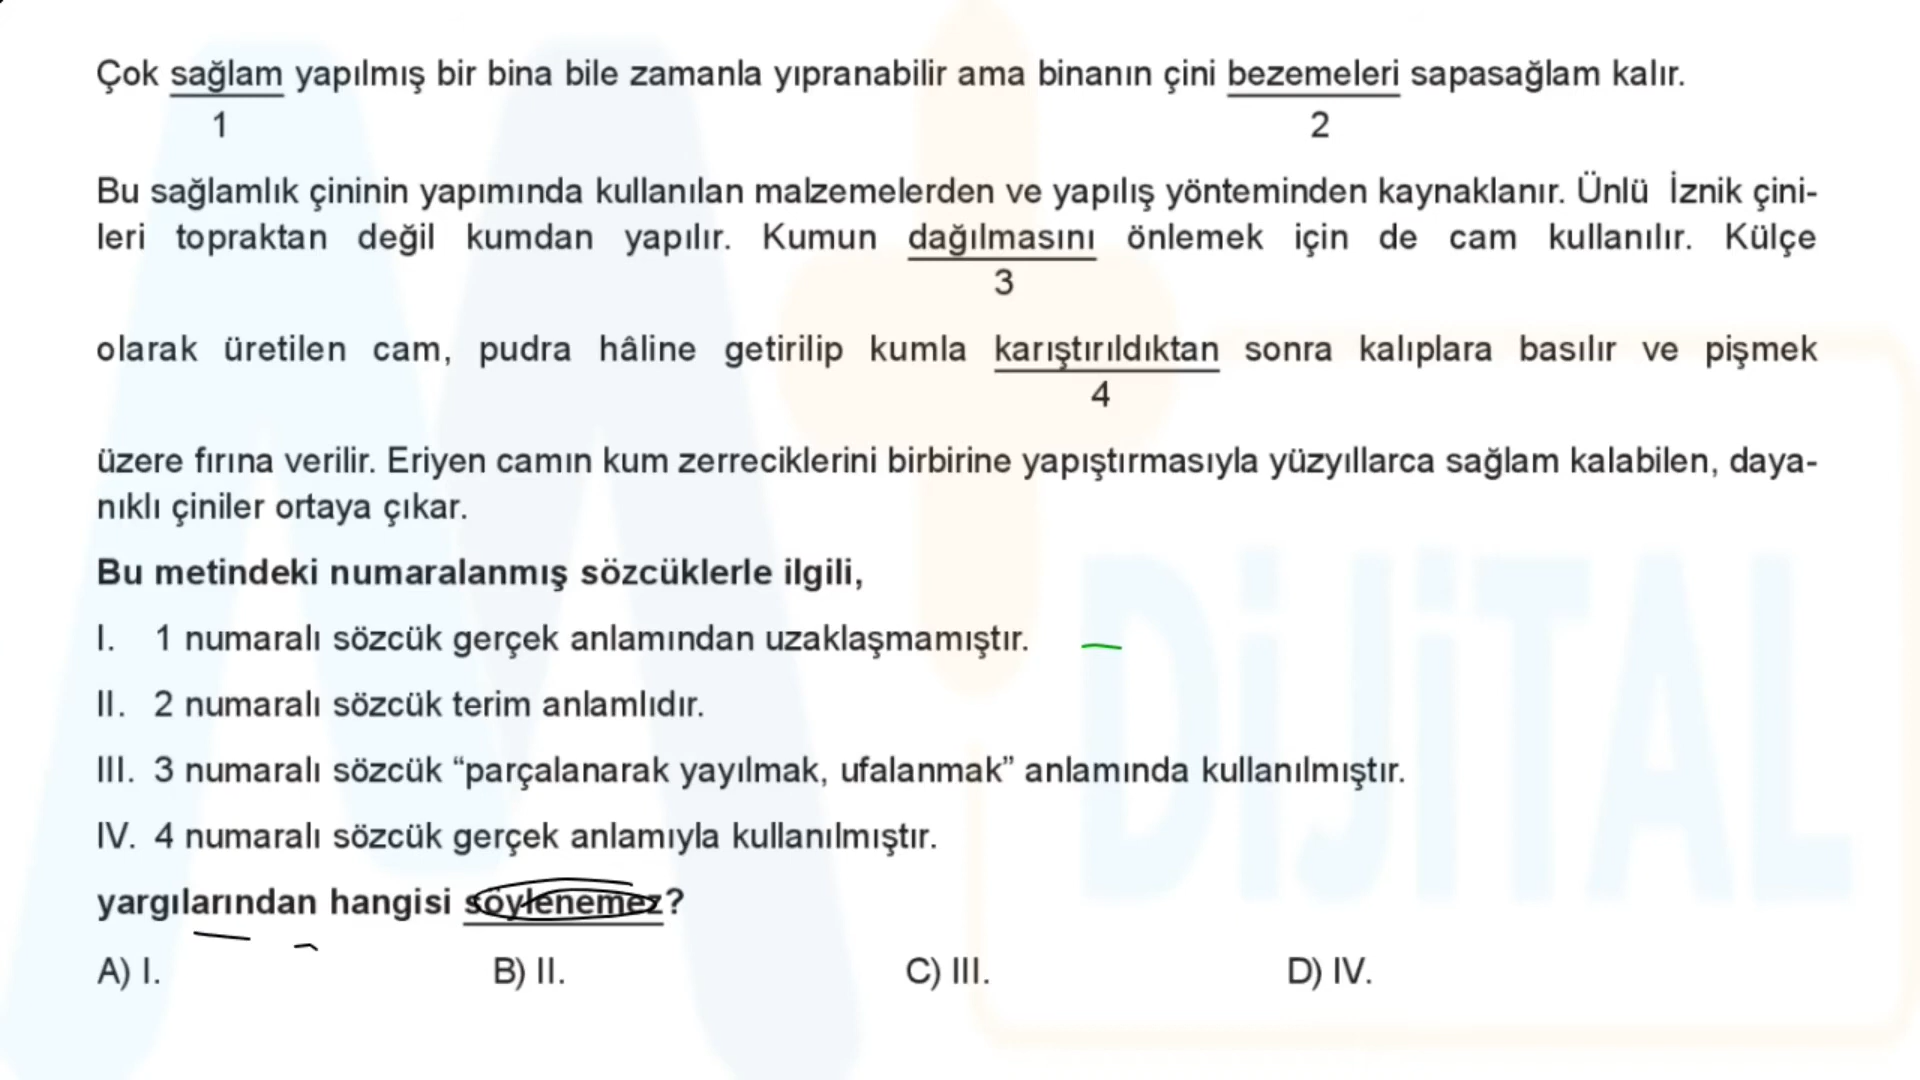 Çok sağlam yapılmış bir bina bile zamanla yıpranabilir ama binanın çini bezemeleri sapasağlam kalır.
1 2
Bu sağlamlık çininin yapımında kullanılan malzemelerden ve yapılış yönteminden kaynaklanır. Ünlü İznik çini-
leri topraktan değil kumdan yapılır. Kumun dağılmasını önlemek için de cam kullanılır. Külçe
3
olarak üretilen cam, pudra hâline getirilip kumla karıştırıldıktan sonra kalıplara basılır ve pişmek
4
üzere fırına verilir. Eriyen camın kum zerreciklerini birbirine yapıştırmasıyla yüzyıllarca sağlam kalabilen, daya-
nıklı çiniler ortaya çıkar.
Bu metindeki numaralanmış sözcüklerle ilgili,
I. 1 numaralı sözcük gerçek anlamından uzaklaşmamıştır.
II. 2 numaralı sözcük terim anlamlıdır.
III. 3 numaralı sözcük “parçalanarak yayılmak, ufalanmak” anlamında kullanılmıştır.
IV. 4 numaralı sözcük gerçek anlamıyla kullanılmıştır.
yargılarından hangisi söylenemez?
A) I. B) II. C) III. D) IV.
DİJİTAL